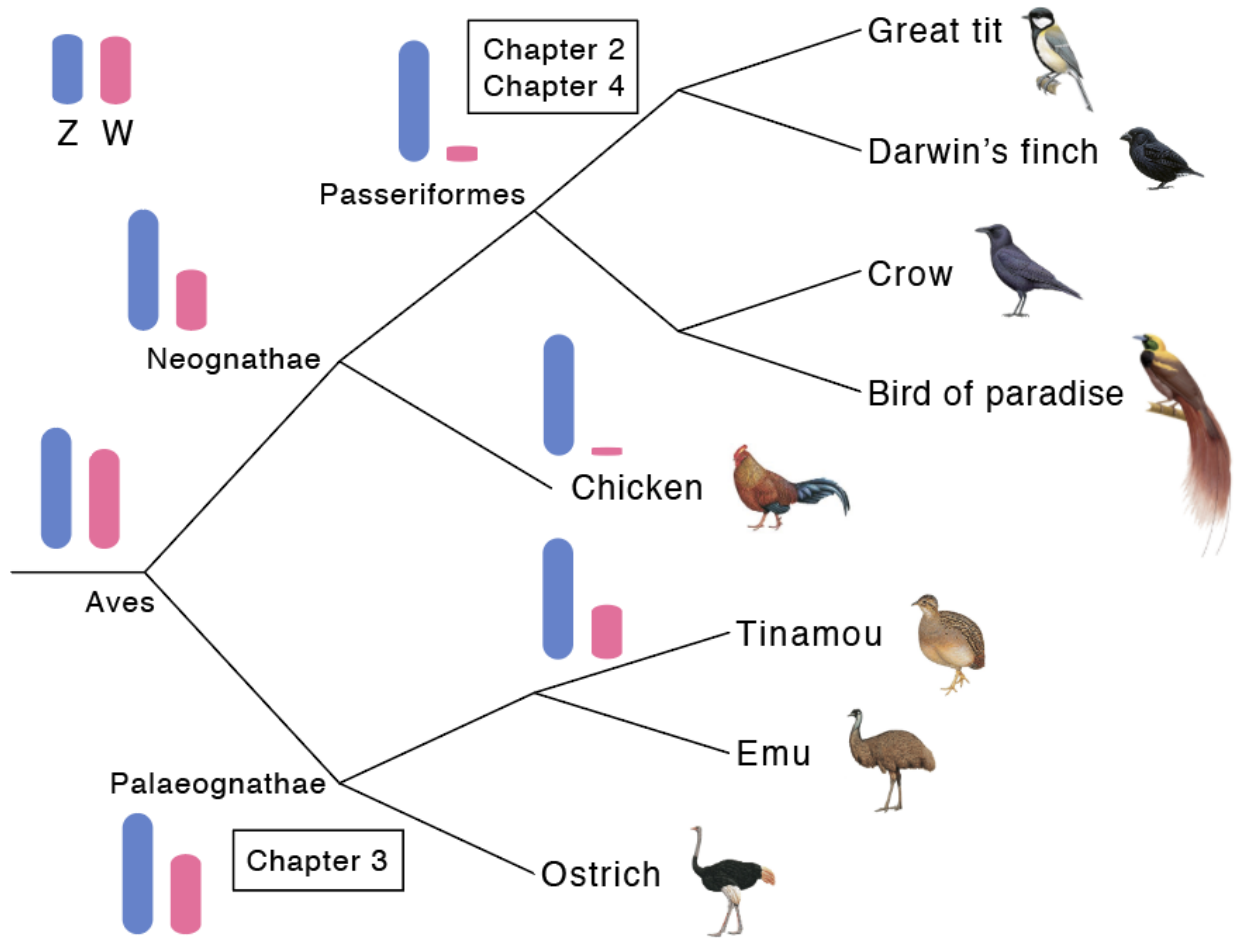 Great tit
Chapter 2
Chapter 4
Z W
Darwin's finch
Passeriformes
Crow
Neognathae
Bird of paradise
Chicken
Aves
Tinamou
Emu
Palaeognathae
Chapter 3
Ostrich